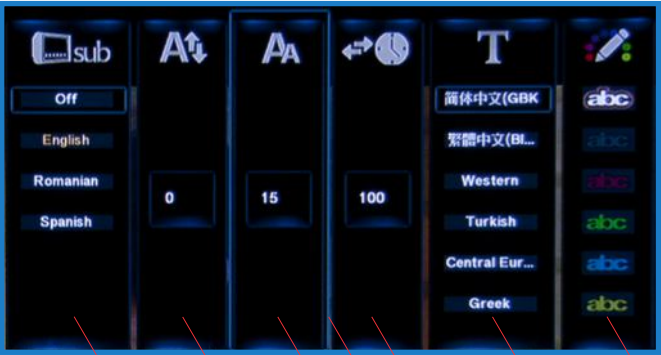 sub
A
AA
T
Off
English
Romanian
Spanish
0
15
100
简体中文(GBK
繁體中文(BI...
Western
Turkish
Central Eur...
Greek
abc
abc
abc
abc
abc
abc